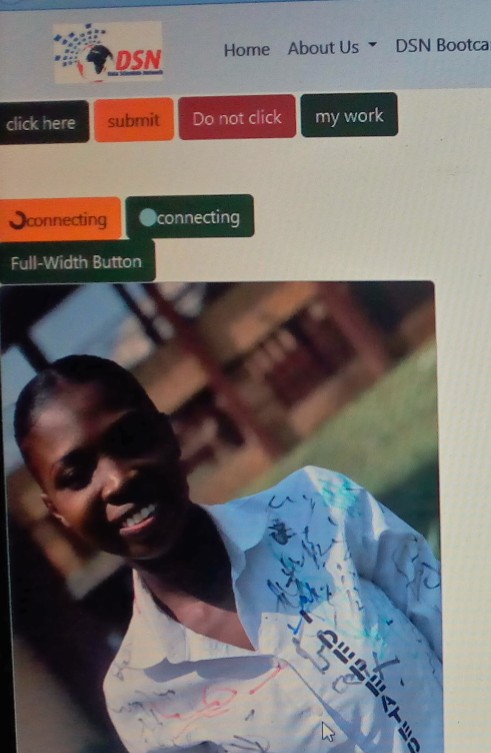 DSN
Home About Us DSN Bootca
click here submit Do not click my work
connecting connecting
Full-Width Button
DEFEATED